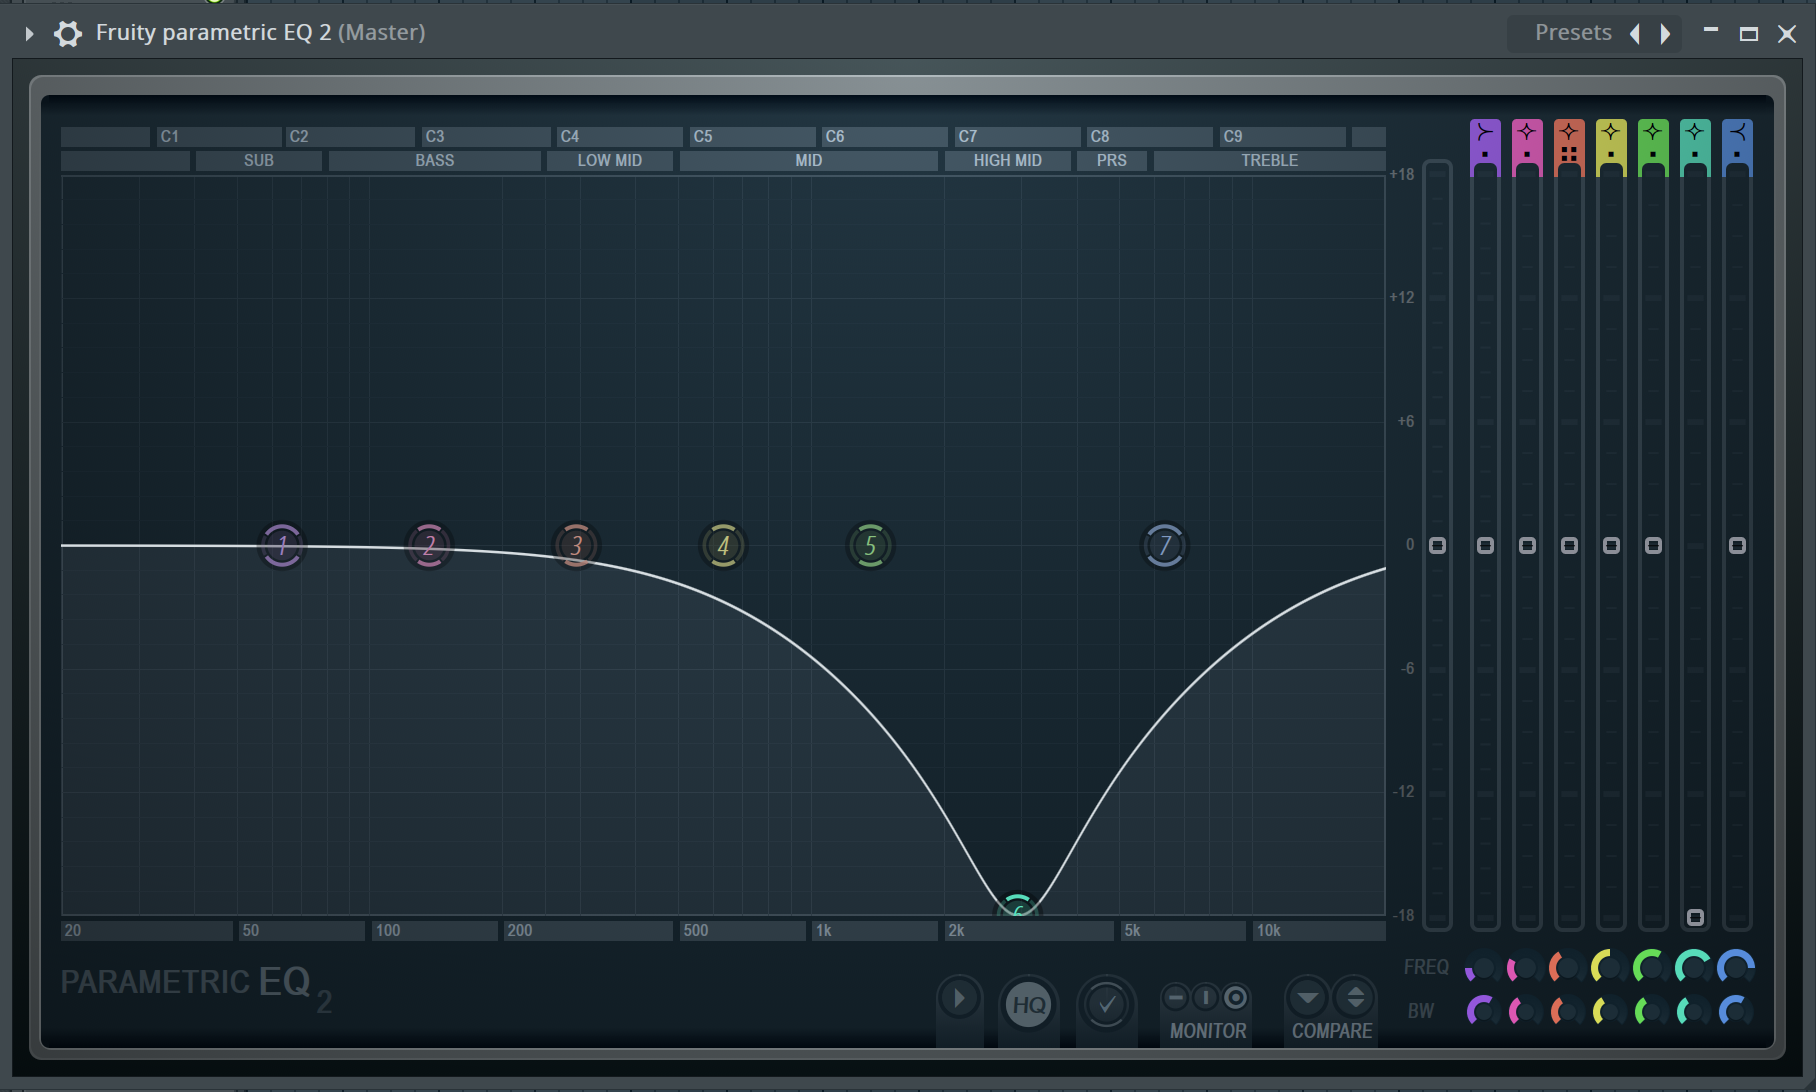 Fruity parametric EQ 2 (Master) Presets
C1 C2 C3 C4 C5 C6 C7 C8 C9
SUB BASS LOW MID MID HIGH MID PRS TREBLE
+18
+12
+6
1 2 3 4 5 7 0
-6
-12
6 -18
20 50 100 200 500 1k 2k 5k 10k
FREQ
PARAMETRIC EQ 2
HQ
BW
MONITOR COMPARE